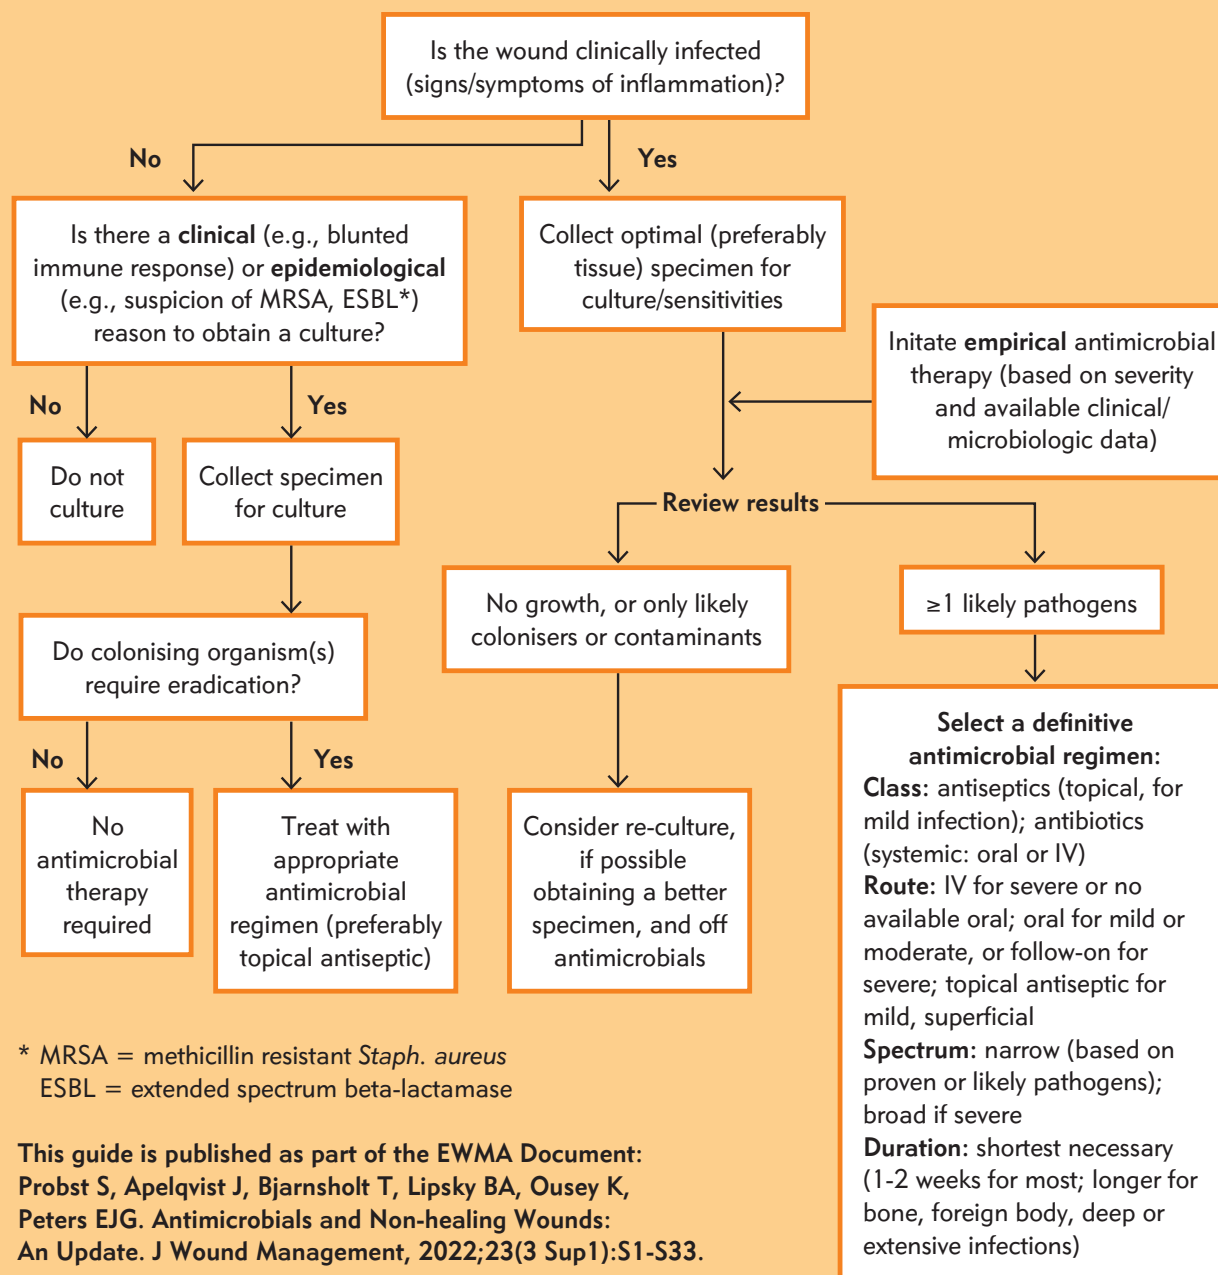 Is the wound clinically infected
(signs/symptoms of inflammation)?
No
Yes
Is there a clinical (e.g., blunted
immune response) or epidemiological
(e.g., suspicion of MRSA, ESBL*)
reason to obtain a culture?
Collect optimal (preferably
tissue) specimen for
culture/sensitivities
Initate empirical antimicrobial
therapy (based on severity
and available clinical/
microbiologic data)
No
Yes
Do not
culture
Collect specimen
for culture
Review results
No growth, or only likely
colonisers or contaminants
≥1 likely pathogens
Do colonising organism(s)
require eradication?
No
Yes
No
antimicrobial
therapy
required
Treat with
appropriate
antimicrobial
regimen (preferably
topical antiseptic)
Consider re-culture,
if possible
obtaining a better
specimen, and off
antimicrobials
Select a definitive
antimicrobial regimen:
Class: antiseptics (topical, for
mild infection); antibiotics
(systemic: oral or IV)
Route: IV for severe or no
available oral; oral for mild or
moderate, or follow-on for
severe; topical antiseptic for
mild, superficial
Spectrum: narrow (based on
proven or likely pathogens);
broad if severe
Duration: shortest necessary
(1-2 weeks for most; longer for
bone, foreign body, deep or
extensive infections)
* MRSA = methicillin resistant Staph. aureus
ESBL = extended spectrum beta-lactamase
This guide is published as part of the EWMA Document:
Probst S, Apelqvist J, Bjarnsholt T, Lipsky BA, Ousey K,
Peters EJG. Antimicrobials and Non-healing Wounds:
An Update. J Wound Management, 2022;23(3 Sup1):S1-S33.